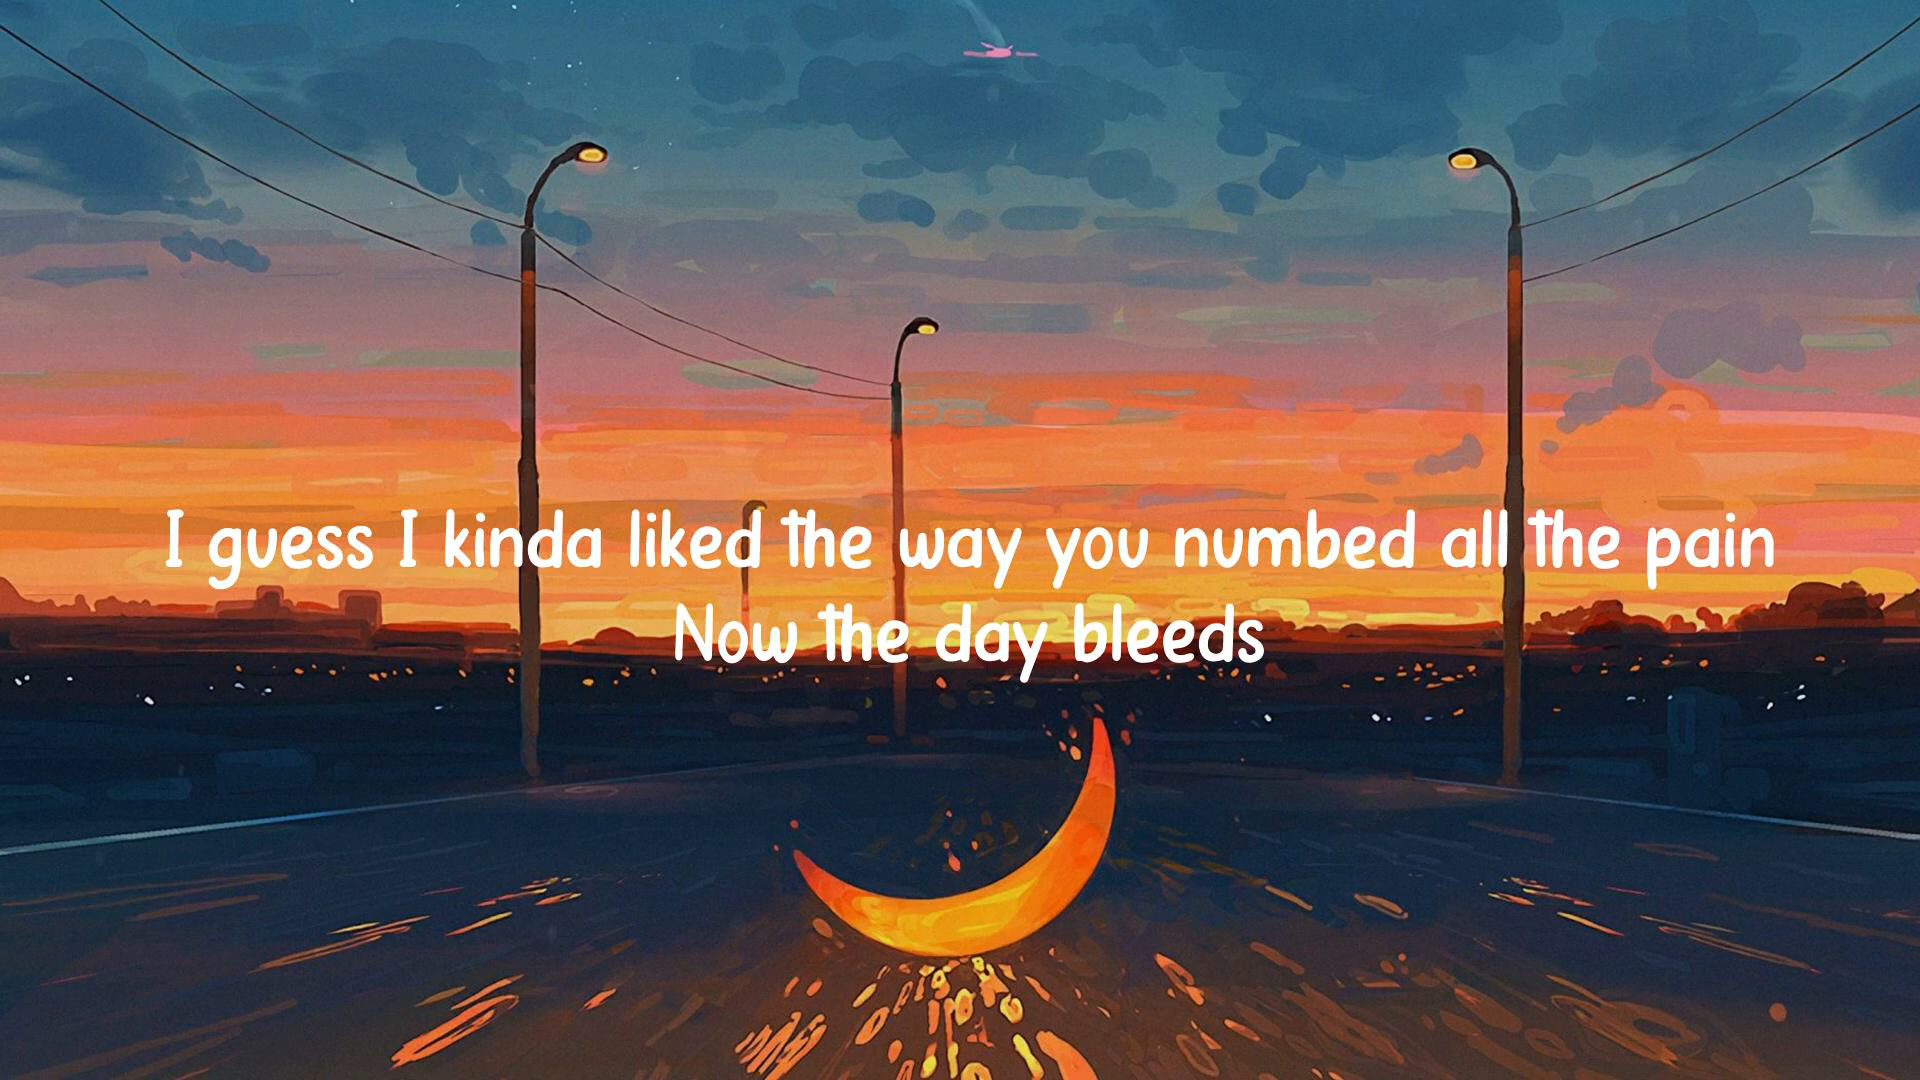 I guess I kinda liked the way you numbed all the pain
Now the day bleeds